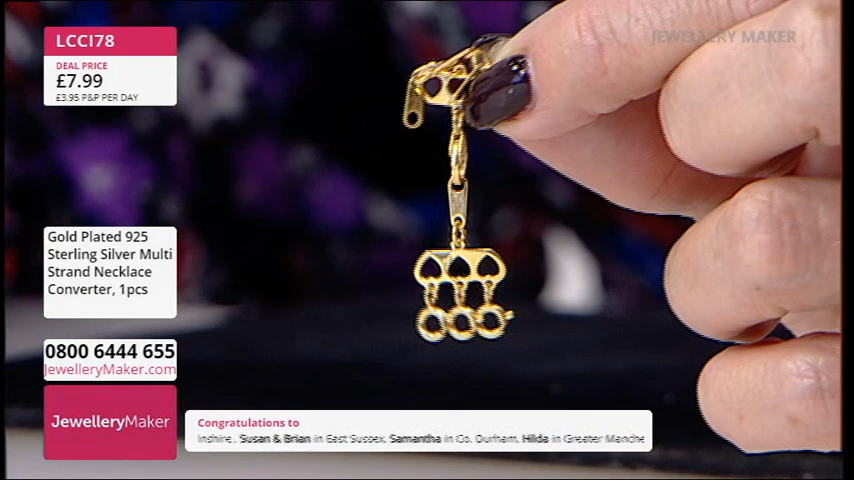 LCCI78
DEAL PRICE
£7.99
£3.95 P&P PER DAY
JEWELLERY MAKER
Gold Plated 925
Sterling Silver Multi
Strand Necklace
Converter, 1pcs
0800 6444 655
JewelleryMaker.com
JewelleryMaker
Congratulations to
Susan & Brian in East Sussex, Samantha in Co. Durham, Hilda in Greater Manche